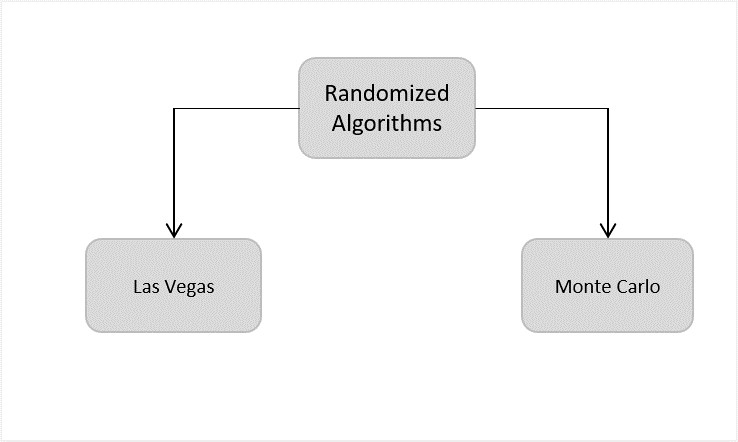 Randomized
Algorithms
Las Vegas
Monte Carlo